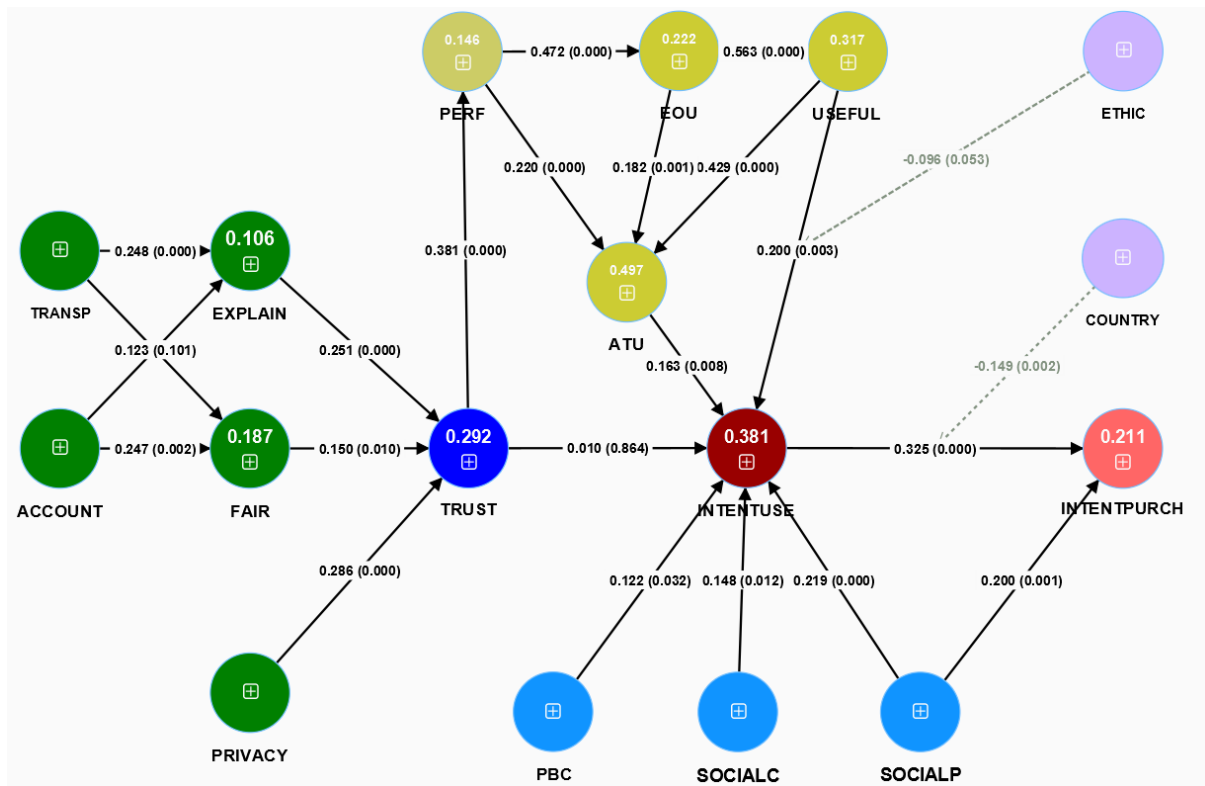 0.146
0.472 (0.000)
0.222
0.563 (0.000)
0.317
PERF
EOU
USEFUL
ETHIC
0.220 (0.000)
0.182 (0.001)
0.429 (0.000)
-0.096 (0.053)
0.106
0.248 (0.000)
0.381 (0.000)
0.200 (0.003)
0.497
TRANSP
EXPLAIN
COUNTRY
ATU
0.123 (0.101)
0.251 (0.000)
0.163 (0.008)
-0.149 (0.002)
0.187
0.292
0.381
0.211
0.247 (0.002)
0.150 (0.010)
0.010 (0.864)
0.325 (0.000)
ACCOUNT
FAIR
TRUST
INTENTUSE
INTENTPURCH
0.286 (0.000)
0.122 (0.032)
0.148 (0.012)
0.219 (0.000)
0.200 (0.001)
PRIVACY
PBC
SOCIALC
SOCIALP